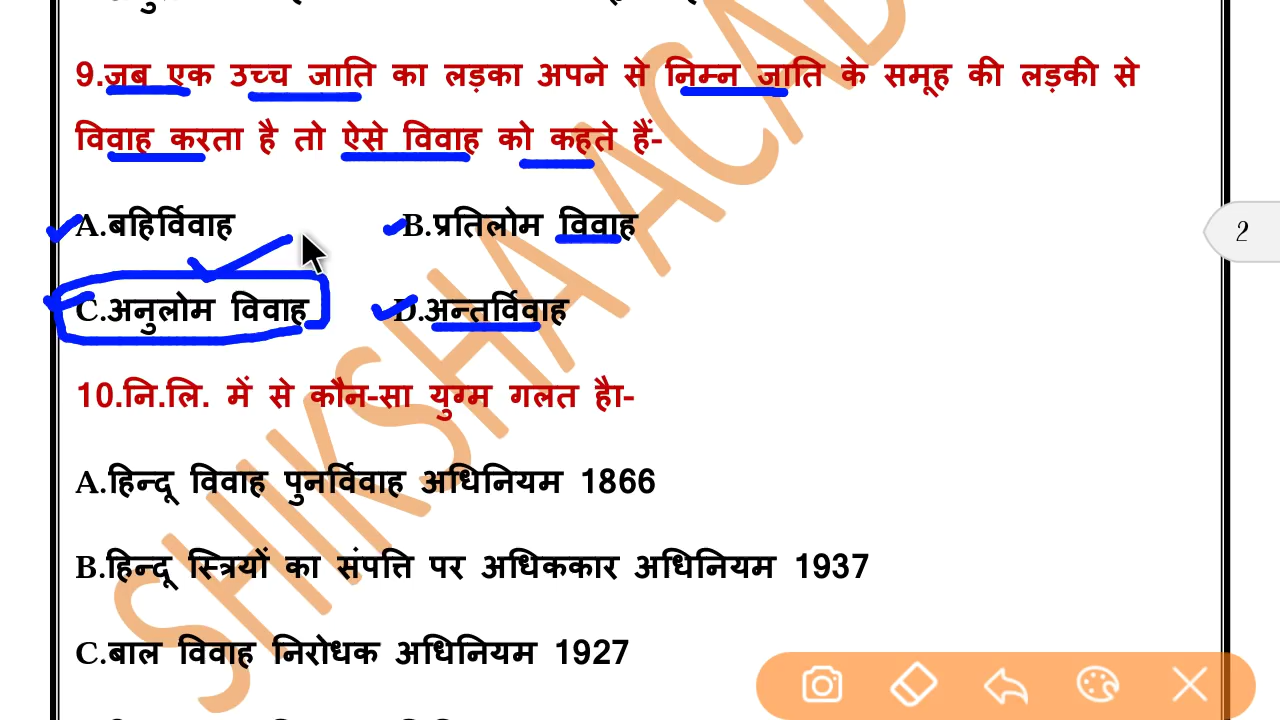 9.जब एक उच्च जाति का लड़का अपने से निम्न जाति के समूह की लड़की से
विवाह करता है तो ऐसे विवाह को कहते हैं-
A.बहिर्विवाह B.प्रतिलोम विवाह
C.अनुलोम विवाह D.अन्तर्विवाह
2
10.नि.लि. में से कौन-सा युग्म गलत हैा-
A.हिन्दू विवाह पुनर्विवाह अधिनियम 1866
B.हिन्दू स्त्रियों का संपत्ति पर अधिककार अधिनियम 1937
C.बाल विवाह निरोधक अधिनियम 1927
SHIKSHA ACAD